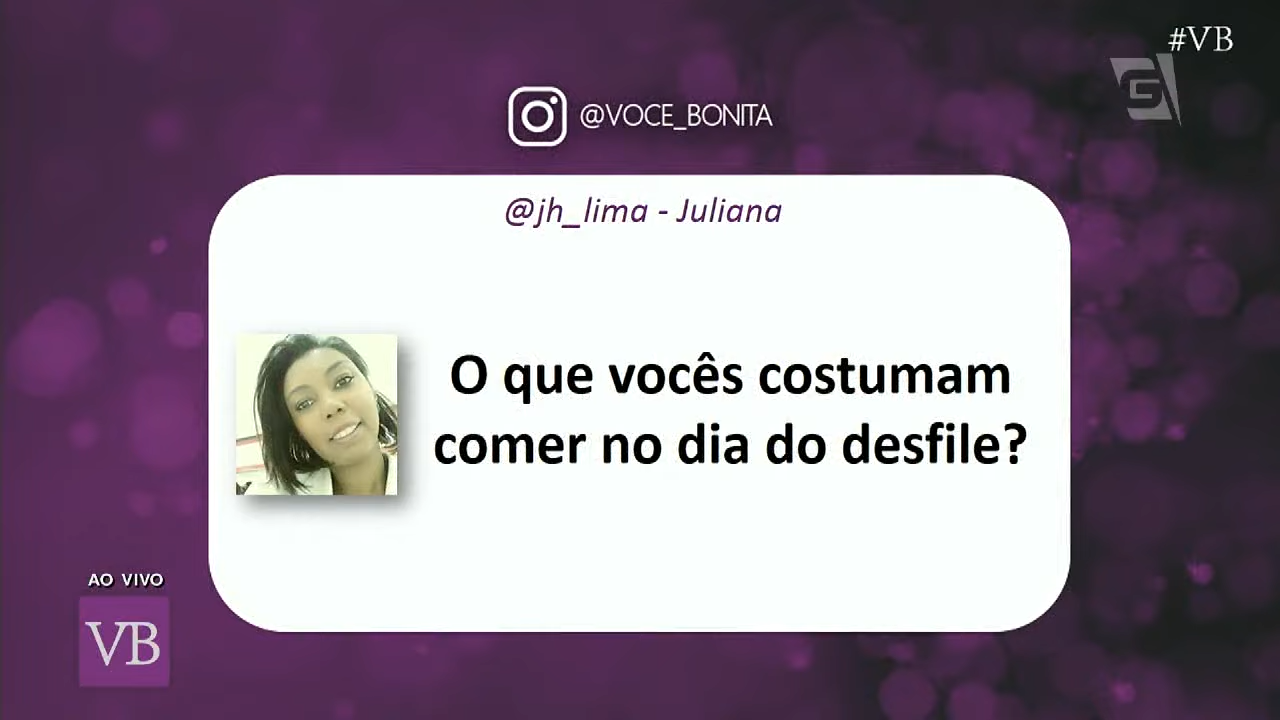 #VB
@VOCE_BONITA
@jh_lima - Juliana
O que vocês costumam
comer no dia do desfile?
AO VIVO
VB